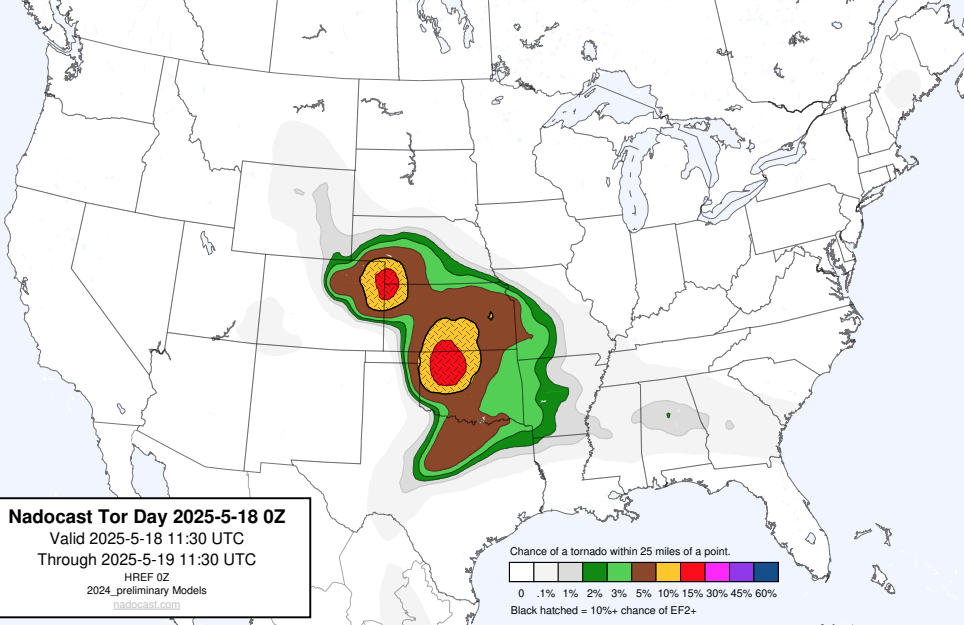 Nadocast Tor Day 2025-5-18 0Z
Valid 2025-5-18 11:30 UTC
Through 2025-5-19 11:30 UTC
HREF 0Z
2024_preliminary Models
nadocast.com
Chance of a tornado within 25 miles of a point.
0 .1% 1% 2% 3% 5% 10% 15% 30% 45% 60%
Black hatched = 10%+ chance of EF2+